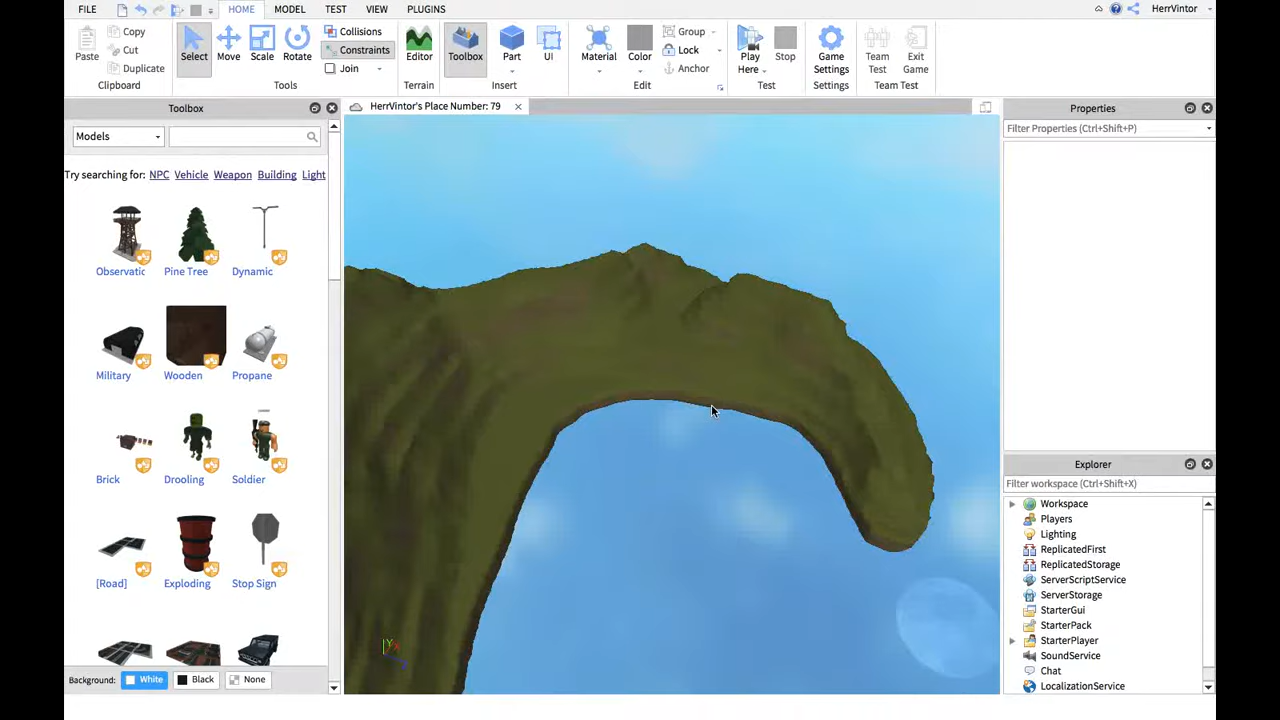 FILE HOME MODEL TEST VIEW PLUGINS HerrVintor
Paste Copy Cut Duplicate Clipboard
Select Move Scale Rotate Collisions Constraints Join Tools
Editor Terrain
Toolbox Part UI Insert
Material Color Group Lock Anchor Edit
Play Here Stop Test
Game Settings Settings
Team Test Exit Game Team Test
Toolbox
Models
Try searching for: NPC Vehicle Weapon Building Light
Observatic Pine Tree Dynamic
Military Wooden Propane
Brick Drooling Soldier
[Road] Exploding Stop Sign
Background: White Black None
HerrVintor's Place Number: 79
Y X
Properties
Filter Properties (Ctrl+Shift+P)
Explorer
Filter workspace (Ctrl+Shift+X)
Workspace
Players
Lighting
ReplicatedFirst
ReplicatedStorage
ServerScriptService
ServerStorage
StarterGui
StarterPack
StarterPlayer
SoundService
Chat
LocalizationService